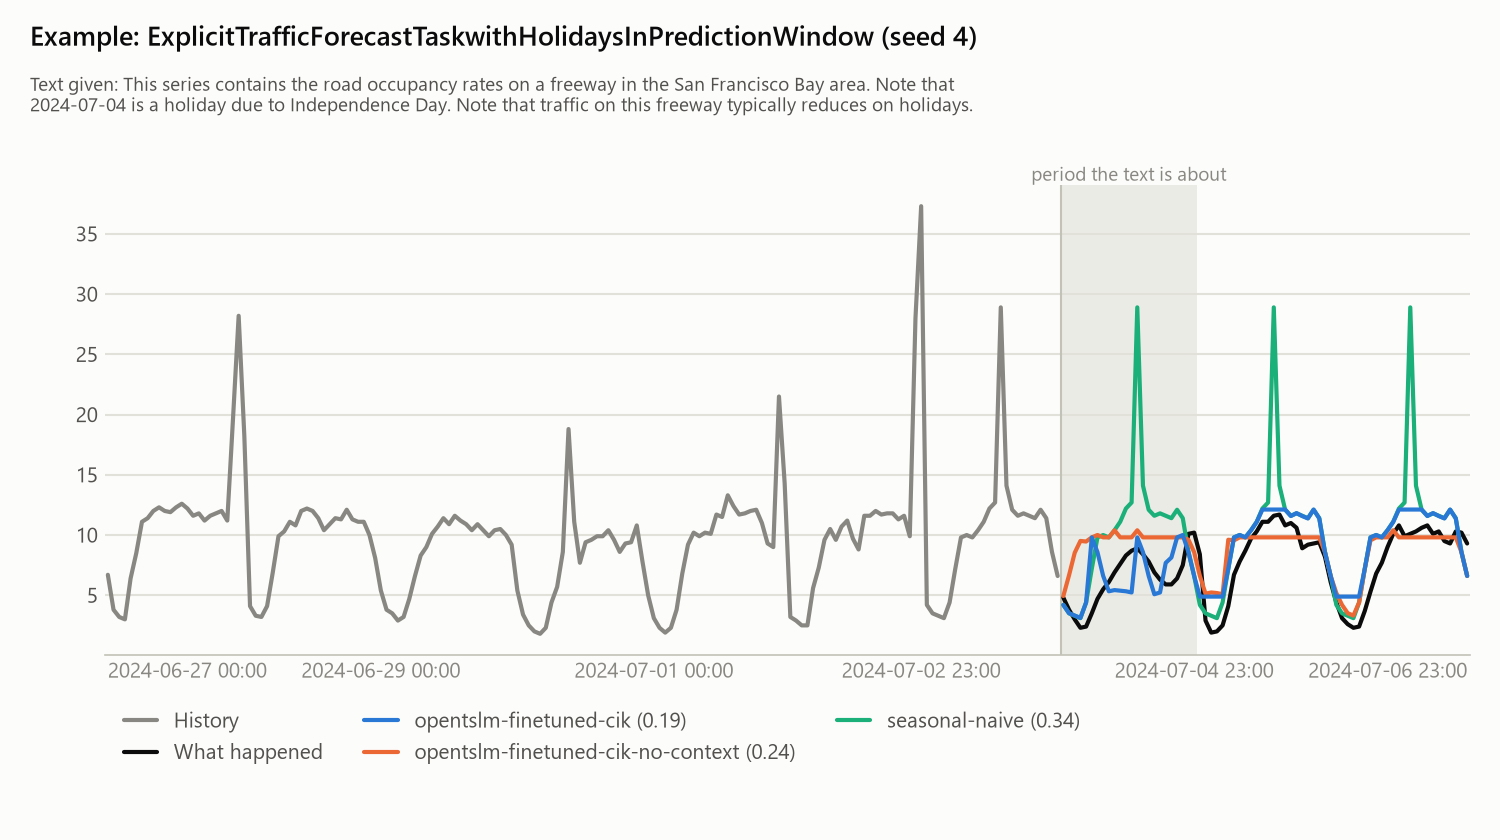 Example: ExplicitTrafficForecastTaskwithHolidaysInPredictionWindow (seed 4)
Text given: This series contains the road occupancy rates on a freeway in the San Francisco Bay area. Note that
2024-07-04 is a holiday due to Independence Day. Note that traffic on this freeway typically reduces on holidays.
period the text is about
35
30
25
20
15
10
5
2024-06-27 00:00 2024-06-29 00:00 2024-07-01 00:00 2024-07-02 23:00 2024-07-04 23:00 2024-07-06 23:00
History opentslm-finetuned-cik (0.19) seasonal-naive (0.34)
What happened opentslm-finetuned-cik-no-context (0.24)